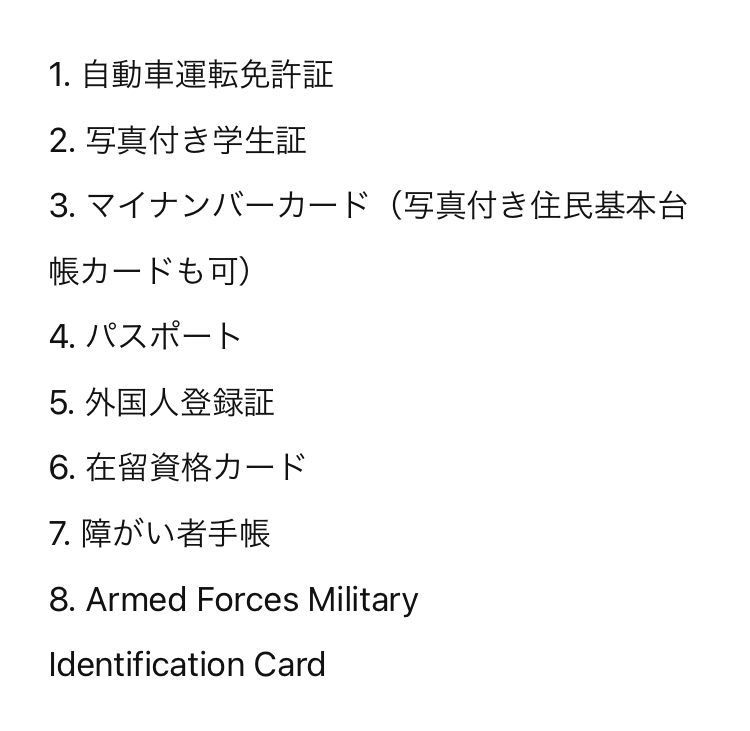 1. 自動車運転免許証
2. 写真付き学生証
3. マイナンバーカード（写真付き住民基本台
帳カードも可）
4. パスポート
5. 外国人登録証
6. 在留資格カード
7. 障がい者手帳
8. Armed Forces Military
Identification Card